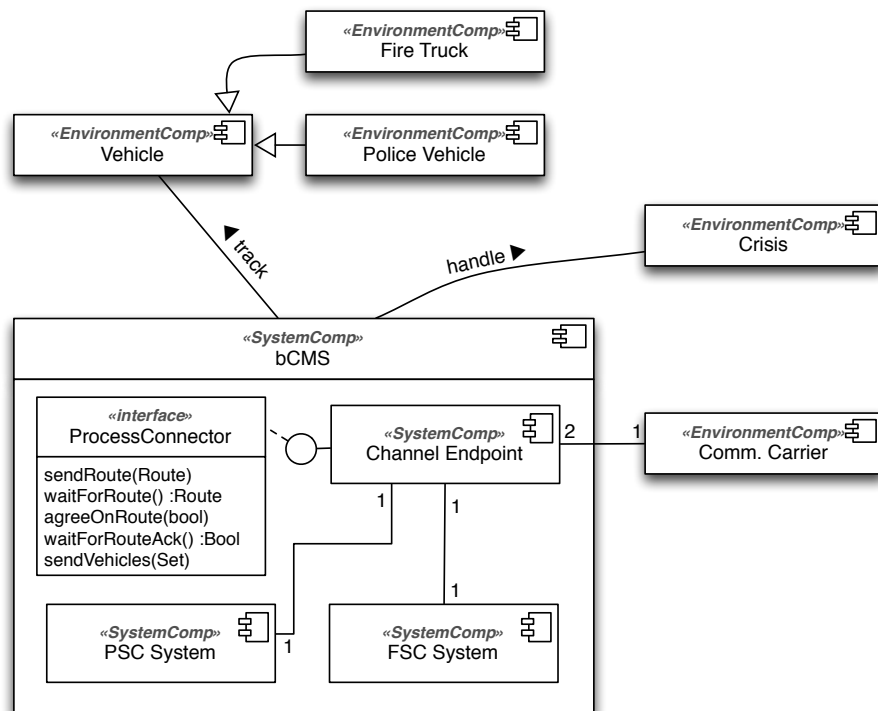 «EnvironmentComp»
Fire Truck
«EnvironmentComp»
Vehicle
«EnvironmentComp»
Police Vehicle
◀ track
handle ▶
«EnvironmentComp»
Crisis
«SystemComp»
bCMS
«interface»
ProcessConnector
sendRoute(Route)
waitForRoute() :Route
agreeOnRoute(bool)
waitForRouteAck() :Bool
sendVehicles(Set)
«SystemComp»
Channel Endpoint
2
1
«EnvironmentComp»
Comm. Carrier
1
1
1
1
«SystemComp»
PSC System
«SystemComp»
FSC System